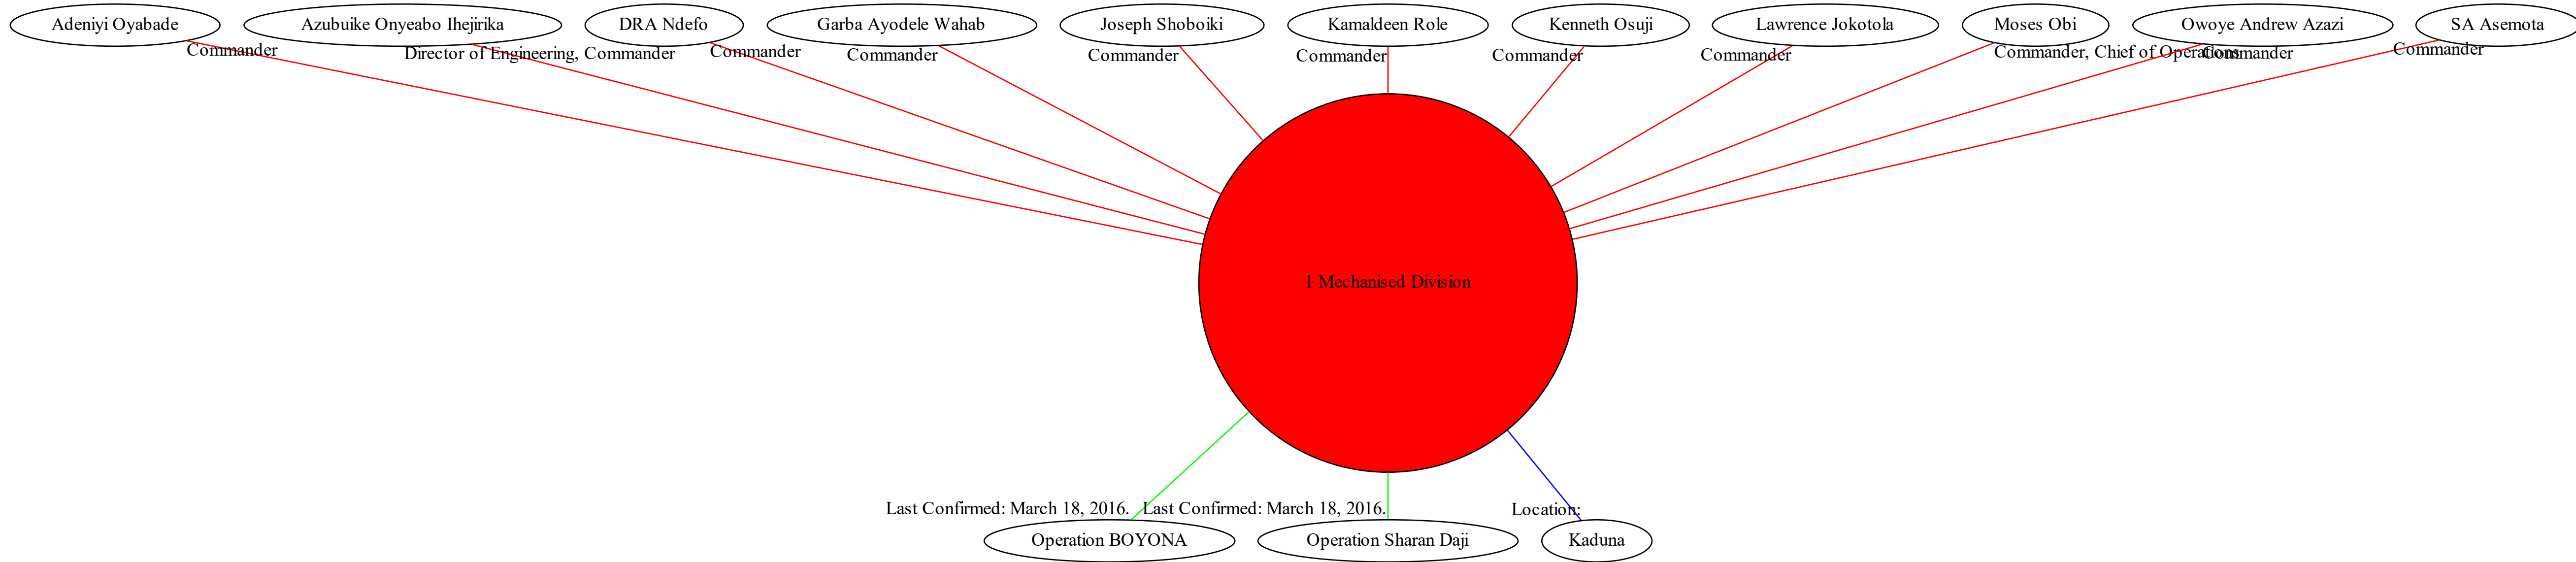 Adeniyi Oyabade
Azubuike Onyeabo Ihejirika
DRA Ndefo
Garba Ayodele Wahab
Joseph Shoboiki
Kamaldeen Role
Kenneth Osuji
Lawrence Jokotola
Moses Obi
Owoye Andrew Azazi
SA Asemota
Commander
Director of Engineering, Commander
Commander
Commander
Commander
Commander
Commander
Commander
Commander, Chief of Operations
Commander
Commander
1 Mechanised Division
Last Confirmed: March 18, 2016.
Last Confirmed: March 18, 2016.
Location:
Operation BOYONA
Operation Sharan Daji
Kaduna